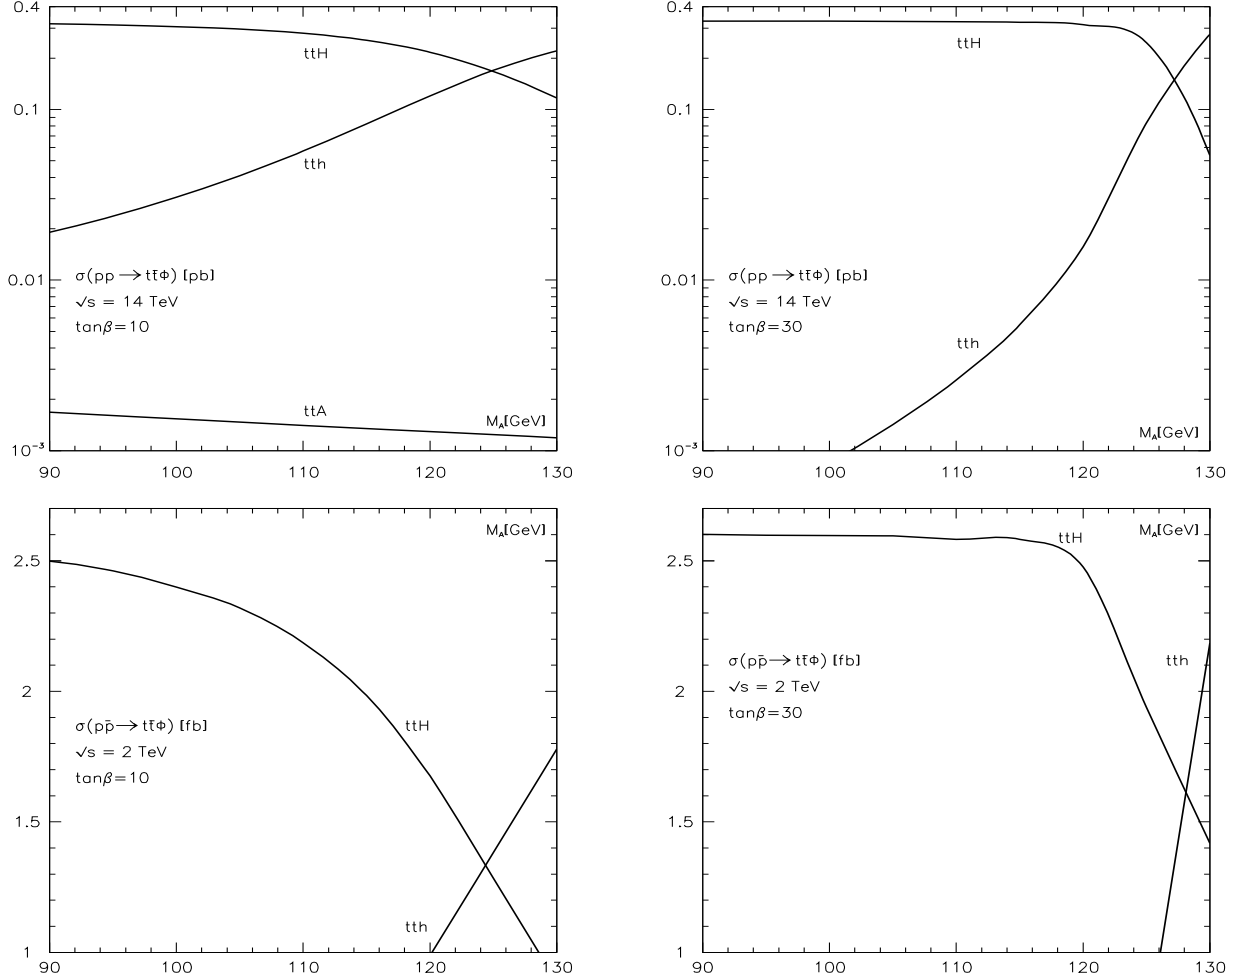 0.4
ttH
0.1
tth
0.01
σ(pp → tt̄Φ) [pb]
√s = 14 TeV
tanβ=10
ttA
M_A[GeV]
10⁻³
90 100 110 120 130
0.4
ttH
0.1
0.01
σ(pp → tt̄Φ) [pb]
√s = 14 TeV
tanβ=30
tth
M_A[GeV]
10⁻³
90 100 110 120 130
M_A[GeV]
2.5
2
ttH
σ(pp̄ → tt̄Φ) [fb]
√s = 2 TeV
tanβ=10
1.5
tth
1
90 100 110 120 130
M_A[GeV]
ttH
2.5
σ(pp̄ → tt̄Φ) [fb]
tth
√s = 2 TeV
2
tanβ=30
1.5
1
90 100 110 120 130